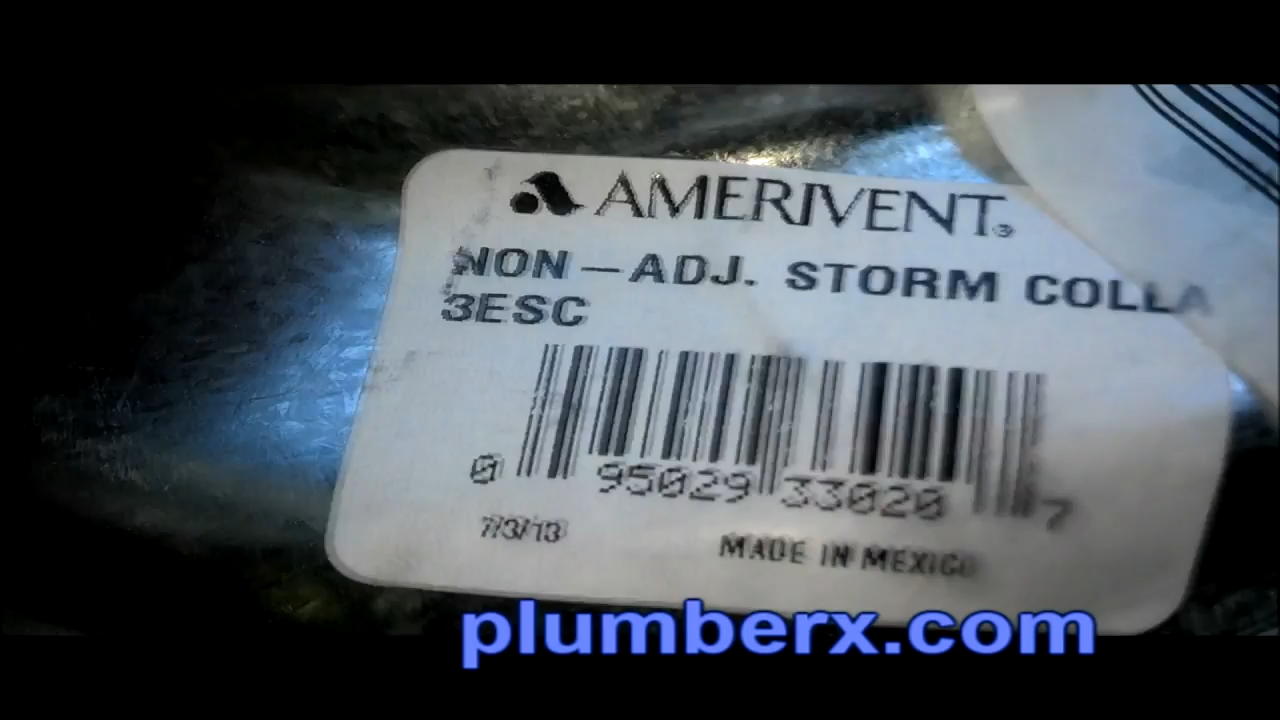 AMERIVENT®
NON-ADJ. STORM COLLA
3ESC
0 95029 33020 7
7/3/13
MADE IN MEXICO
plumberx.com